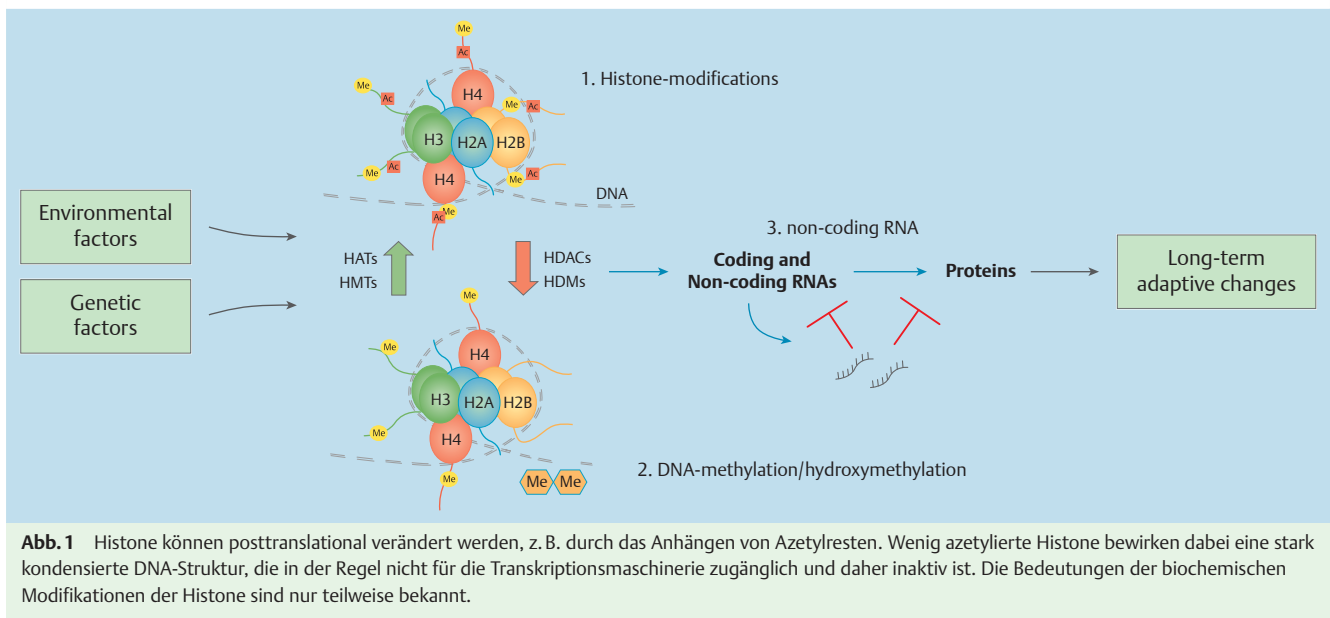 Me
Ac
1. Histone-modifications
H4
Me
Ac
Me
Ac
H3
H2A
H2B
Me
Ac
Me
Ac
H4
DNA
Me
Ac
Environmental
factors
Genetic
factors
HATs
HMTs
HDACs
HDMs
3. non-coding RNA
Coding and
Non-coding RNAs
Proteins
Long-term
adaptive changes
Me
H4
Me
H3
H2A
H2B
Me
H4
Me
2. DNA-methylation/hydroxymethylation
Me Me
Abb. 1 Histone können posttranslational verändert werden, z. B. durch das Anhängen von Azetylresten. Wenig azetylierte Histone bewirken dabei eine stark
kondensierte DNA-Struktur, die in der Regel nicht für die Transkriptionsmaschinerie zugänglich und daher inaktiv ist. Die Bedeutungen der biochemischen
Modifikationen der Histone sind nur teilweise bekannt.